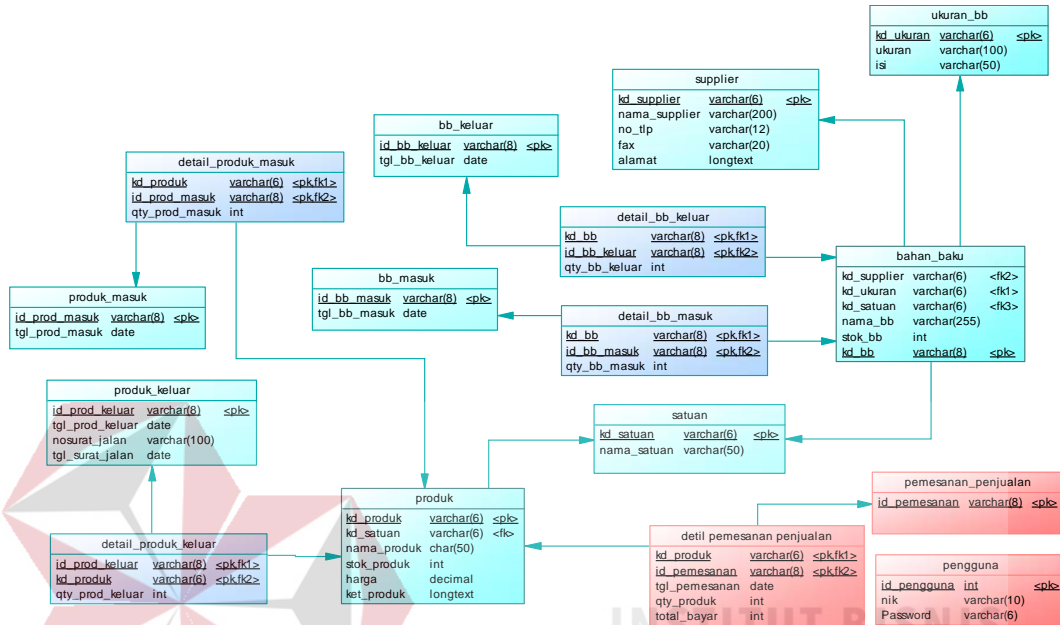 ukuran_bb
kd_ukuran varchar(6) <pk>
ukuran varchar(100)
isi varchar(50)
supplier
kd_supplier varchar(6) <pk>
nama_supplier varchar(200)
no_tlp varchar(12)
fax varchar(20)
alamat longtext
bb_keluar
id_bb_keluar varchar(8) <pk>
tgl_bb_keluar date
detail_produk_masuk
kd_produk varchar(6) <pk,fk1>
id_prod_masuk varchar(8) <pk,fk2>
qty_prod_masuk int
detail_bb_keluar
kd_bb varchar(8) <pk,fk1>
id_bb_keluar varchar(8) <pk,fk2>
qty_bb_keluar int
bahan_baku
kd_supplier varchar(6) <fk2>
kd_ukuran varchar(6) <fk1>
kd_satuan varchar(6) <fk3>
nama_bb varchar(255)
stok_bb int
kd_bb varchar(8) <pk>
bb_masuk
id_bb_masuk varchar(8) <pk>
tgl_bb_masuk date
produk_masuk
id_prod_masuk varchar(8) <pk>
tgl_prod_masuk date
detail_bb_masuk
kd_bb varchar(8) <pk,fk1>
id_bb_masuk varchar(8) <pk,fk2>
qty_bb_masuk int
produk_keluar
id_prod_keluar varchar(8) <pk>
tgl_prod_keluar date
nosurat_jalan varchar(100)
tgl_surat_jalan date
satuan
kd_satuan varchar(6) <pk>
nama_satuan varchar(50)
pemesanan_penjualan
id_pemesanan varchar(8) <pk>
produk
kd_produk varchar(6) <pk>
kd_satuan varchar(6) <fk>
nama_produk char(50)
stok_produk int
harga decimal
ket_produk longtext
detail_produk_keluar
id_prod_keluar varchar(8) <pk,fk1>
kd_produk varchar(6) <pk,fk2>
qty_prod_keluar int
detil pemesanan penjualan
kd_produk varchar(6) <pk,fk1>
id_pemesanan varchar(8) <pk,fk2>
tgl_pemesanan date
qty_produk int
total_bayar int
pengguna
id_pengguna int <pk>
nik varchar(10)
Password varchar(6)